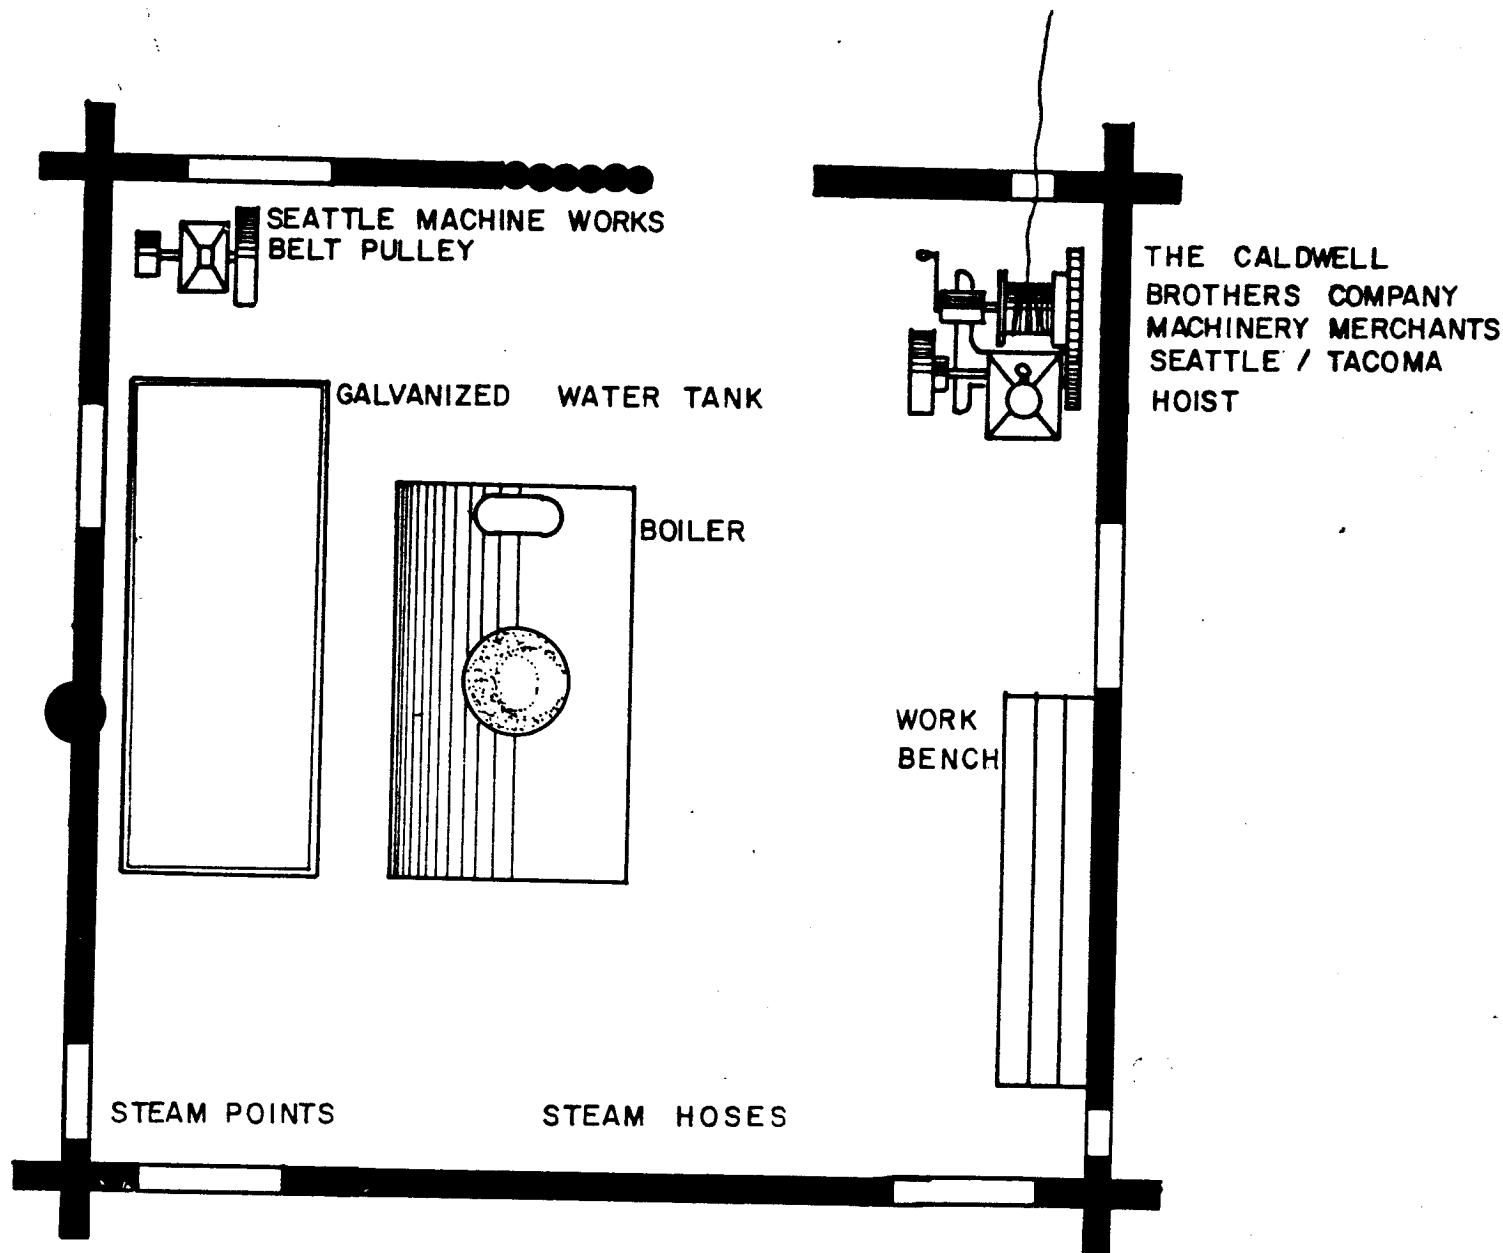 SEATTLE MACHINE WORKS
BELT PULLEY
THE CALDWELL
BROTHERS COMPANY
MACHINERY MERCHANTS
SEATTLE / TACOMA
HOIST
GALVANIZED WATER TANK
BOILER
WORK
BENCH
STEAM POINTS
STEAM HOSES